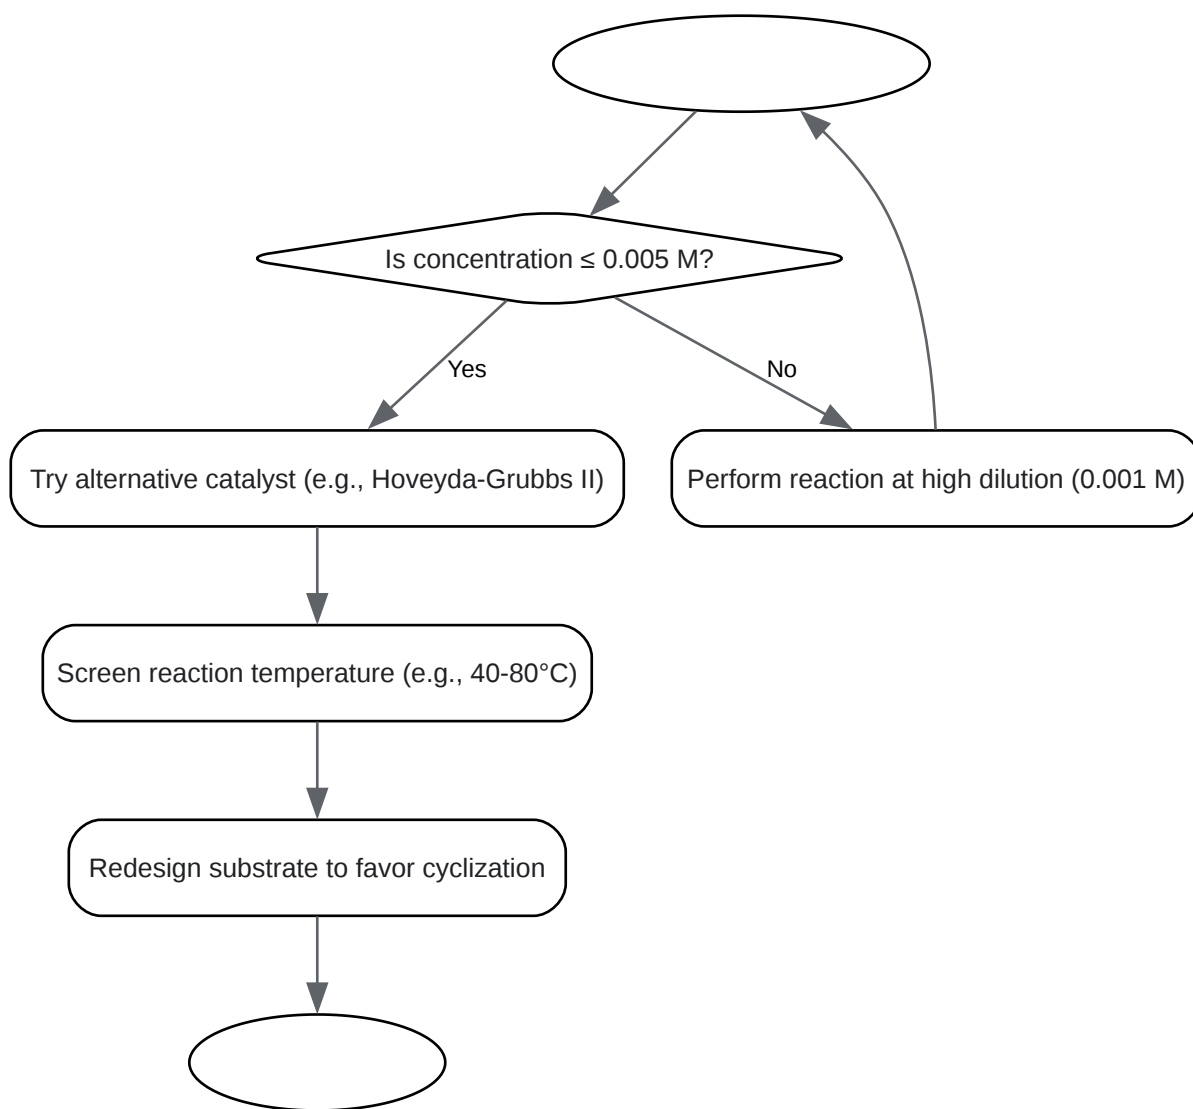 Is concentration ≤ 0.005 M?
Yes
No
Try alternative catalyst (e.g., Hoveyda-Grubbs II)
Perform reaction at high dilution (0.001 M)
Screen reaction temperature (e.g., 40-80°C)
Redesign substrate to favor cyclization